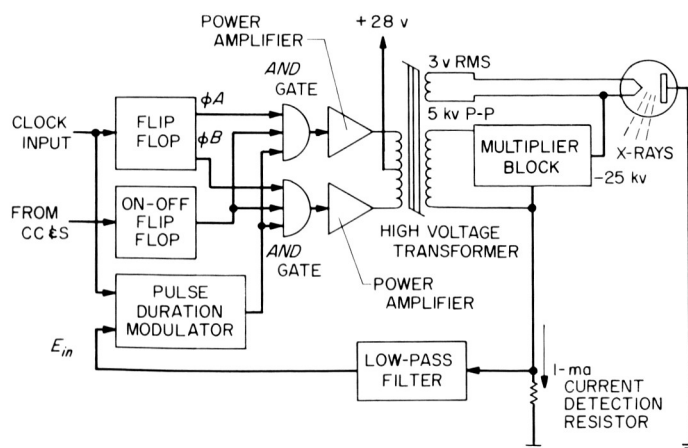 POWER
AMPLIFIER
+28 v
3 v RMS
AND
GATE
5 kv P-P
CLOCK
INPUT
FLIP
FLOP
ϕA
ϕB
MULTIPLIER
BLOCK
X-RAYS
-25 kv
FROM
CC&S
ON-OFF
FLIP
FLOP
AND
GATE
HIGH VOLTAGE
TRANSFORMER
POWER
AMPLIFIER
PULSE
DURATION
MODULATOR
Ein
LOW-PASS
FILTER
1-ma
CURRENT
DETECTION
RESISTOR